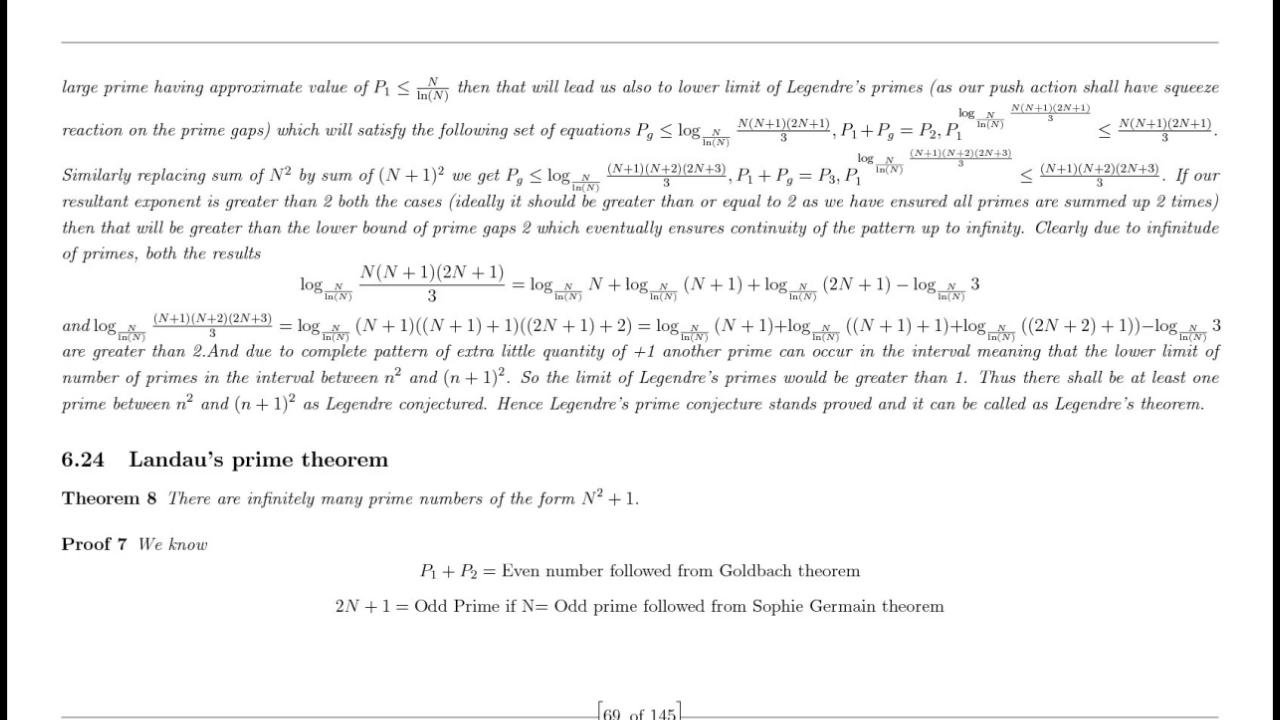 large prime having approximate value of P₁ ≤ N/ln(N) then that will lead us also to lower limit of Legendre's primes (as our push action shall have squeeze
reaction on the prime gaps) which will satisfy the following set of equations P_g ≤ log_{N/ln(N)} N(N+1)(2N+1)/3, P₁ + P_g = P₂, P₁^{log_{N/ln(N)} N(N+1)(2N+1)/3} ≤ N(N+1)(2N+1)/3.
Similarly replacing sum of N² by sum of (N + 1)² we get P_g ≤ log_{N/ln(N)} (N+1)(N+2)(2N+3)/3, P₁ + P_g = P₃, P₁^{log_{N/ln(N)} (N+1)(N+2)(2N+3)/3} ≤ (N+1)(N+2)(2N+3)/3. If our
resultant exponent is greater than 2 both the cases (ideally it should be greater than or equal to 2 as we have ensured all primes are summed up 2 times)
then that will be greater than the lower bound of prime gaps 2 which eventually ensures continuity of the pattern up to infinity. Clearly due to infinitude
of primes, both the results
log_{N/ln(N)} N(N + 1)(2N + 1)/3 = log_{N/ln(N)} N + log_{N/ln(N)} (N + 1) + log_{N/ln(N)} (2N + 1) − log_{N/ln(N)} 3
and log_{N/ln(N)} (N+1)(N+2)(2N+3)/3 = log_{N/ln(N)} (N + 1)((N + 1) + 1)((2N + 1) + 2) = log_{N/ln(N)} (N + 1)+log_{N/ln(N)} ((N + 1) + 1)+log_{N/ln(N)} ((2N + 2) + 1))−log_{N/ln(N)} 3
are greater than 2.And due to complete pattern of extra little quantity of +1 another prime can occur in the interval meaning that the lower limit of
number of primes in the interval between n² and (n + 1)². So the limit of Legendre's primes would be greater than 1. Thus there shall be at least one
prime between n² and (n + 1)² as Legendre conjectured. Hence Legendre's prime conjecture stands proved and it can be called as Legendre's theorem.
6.24 Landau's prime theorem
Theorem 8 There are infinitely many prime numbers of the form N² + 1.
Proof 7 We know
P₁ + P₂ = Even number followed from Goldbach theorem
2N + 1 = Odd Prime if N= Odd prime followed from Sophie Germain theorem
[69 of 145]